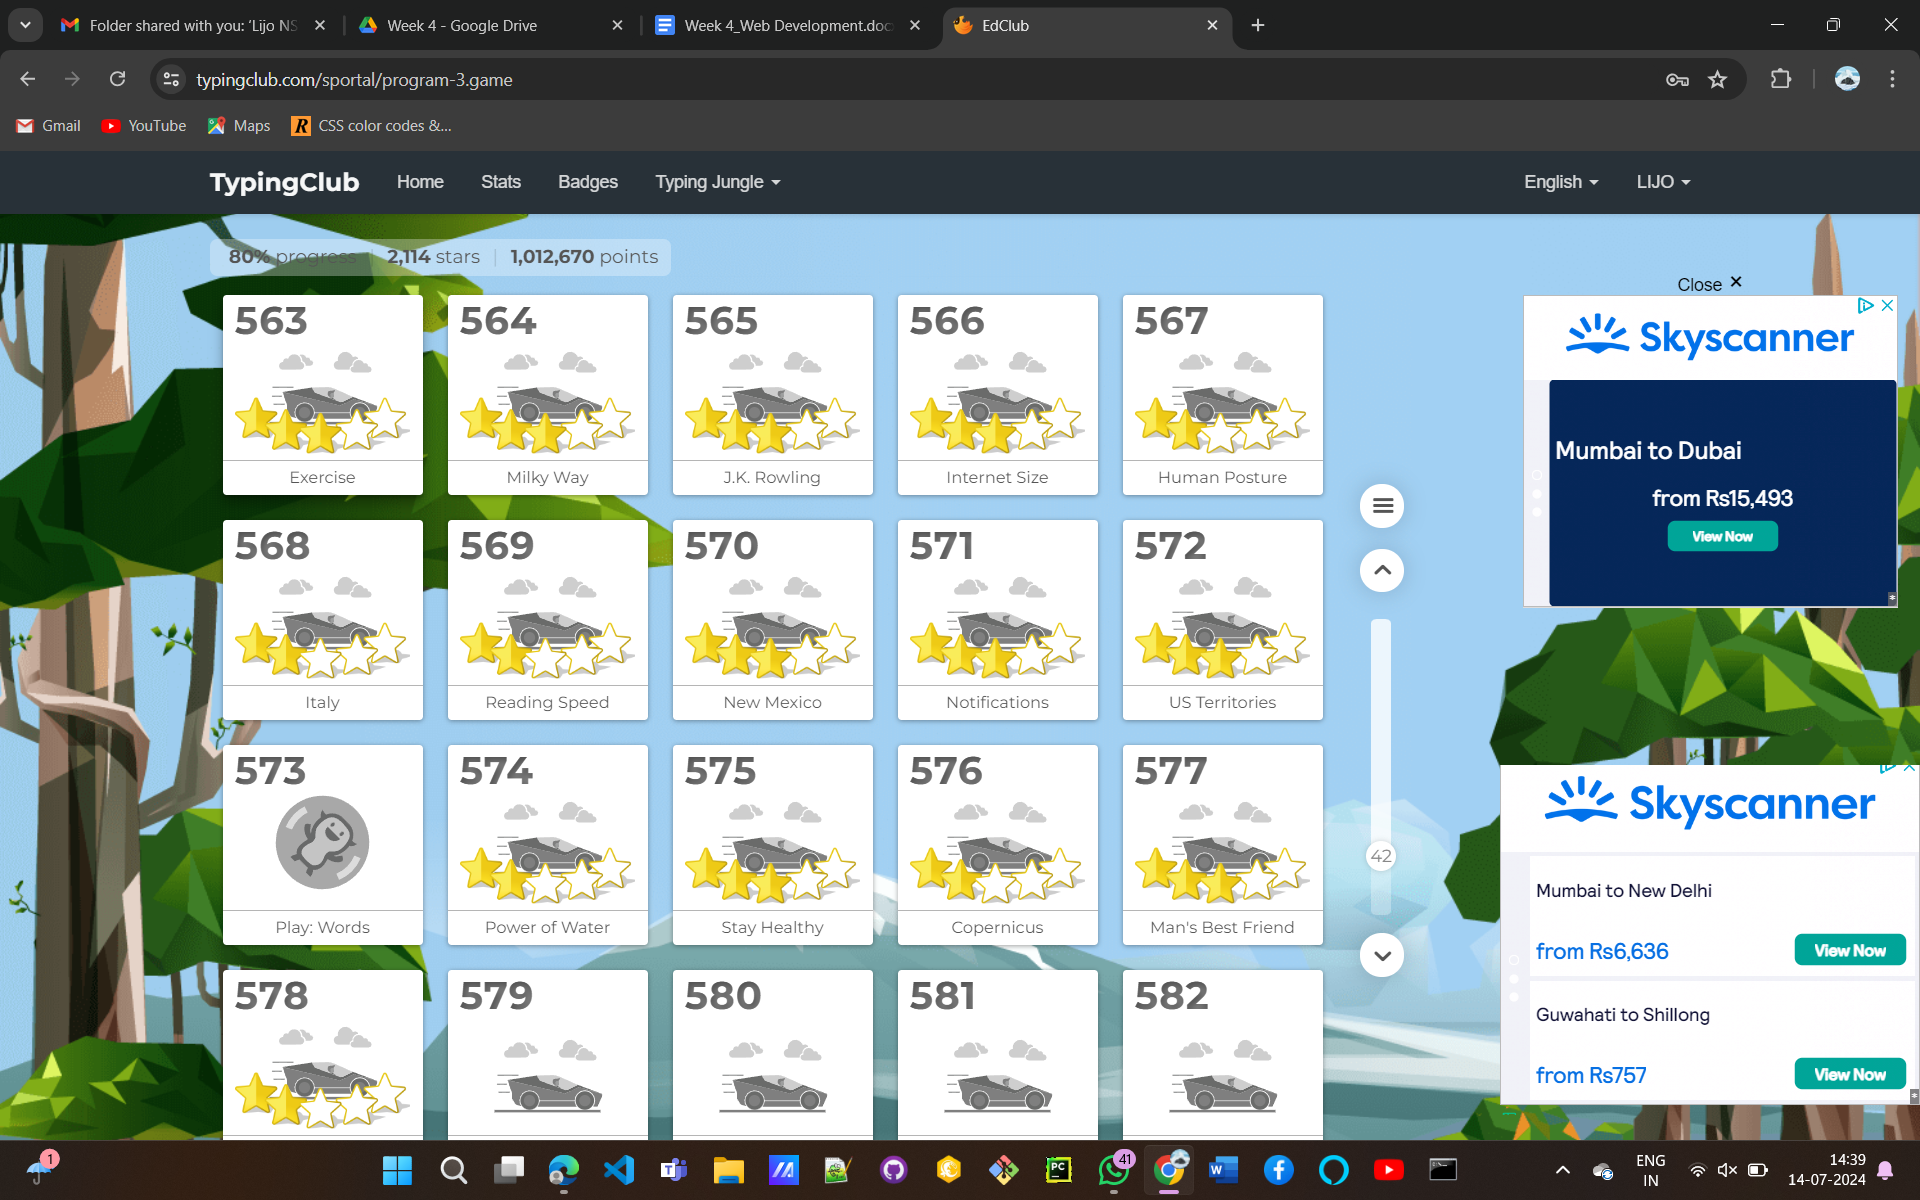 Folder shared with you: 'Lijo NS
Week 4 - Google Drive
Week 4_Web Development.doc
EdClub
typingclub.com/sportal/program-3.game
Gmail
YouTube
Maps
CSS color codes &...
TypingClub
Home
Stats
Badges
Typing Jungle
English
LIJO
80% progress
2,114 stars
1,012,670 points
Close
563
564
565
566
567
Exercise
Milky Way
J.K. Rowling
Internet Size
Human Posture
Skyscanner
Mumbai to Dubai
from Rs15,493
View Now
568
569
570
571
572
Italy
Reading Speed
New Mexico
Notifications
US Territories
573
574
575
576
577
42
Play: Words
Power of Water
Stay Healthy
Copernicus
Man's Best Friend
Skyscanner
Mumbai to New Delhi
from Rs6,636
View Now
Guwahati to Shillong
from Rs757
View Now
578
579
580
581
582
1
PC
41
W
ENG
IN
14:39
14-07-2024